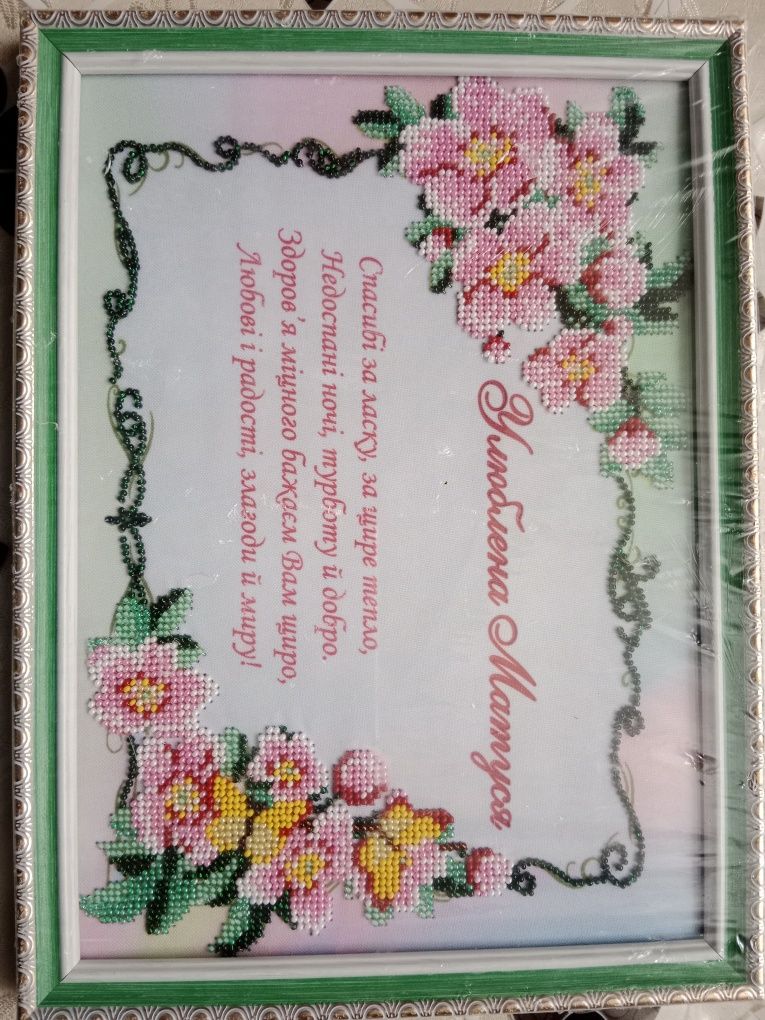 Улюблена Матуся
Спасибі за ласку, за щире тепло,
Недоспані ночі, турботу й добро.
Здоров'я міцного бажаєм Вам щиро,
Любові і радості, злагоди й миру!